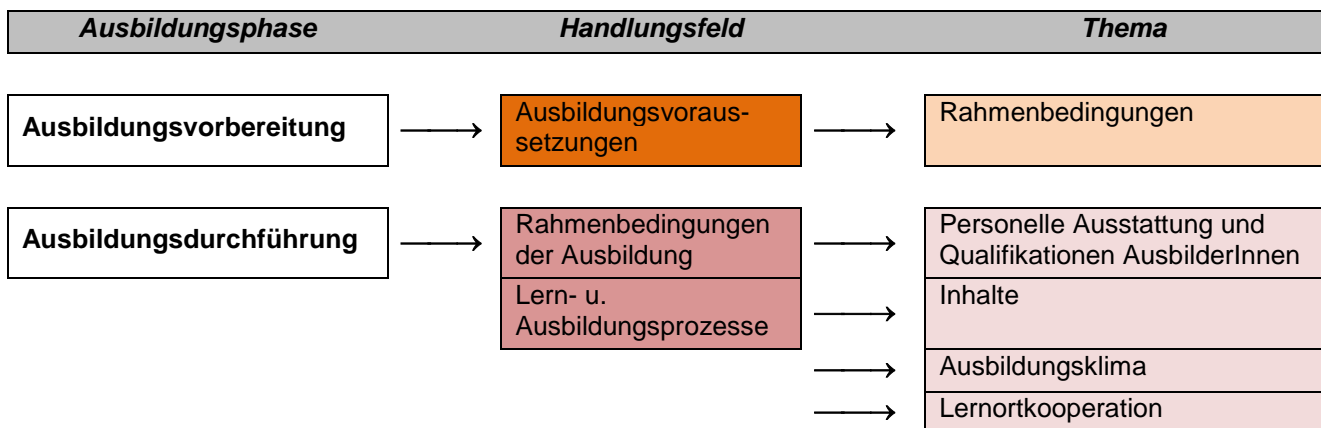 Ausbildungsphase Handlungsfeld Thema
Ausbildungsvorbereitung
Ausbildungsvoraus-
setzungen
Rahmenbedingungen
Ausbildungsdurchführung
Rahmenbedingungen
der Ausbildung
Personelle Ausstattung und
Qualifikationen AusbilderInnen
Lern- u.
Ausbildungsprozesse
Inhalte
Ausbildungsklima
Lernortkooperation